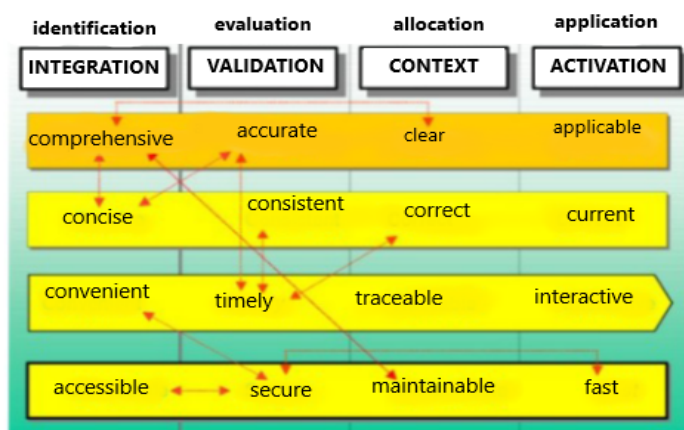 identification evaluation allocation application
INTEGRATION VALIDATION CONTEXT ACTIVATION
comprehensive accurate clear applicable
concise consistent correct current
convenient timely traceable interactive
accessible secure maintainable fast